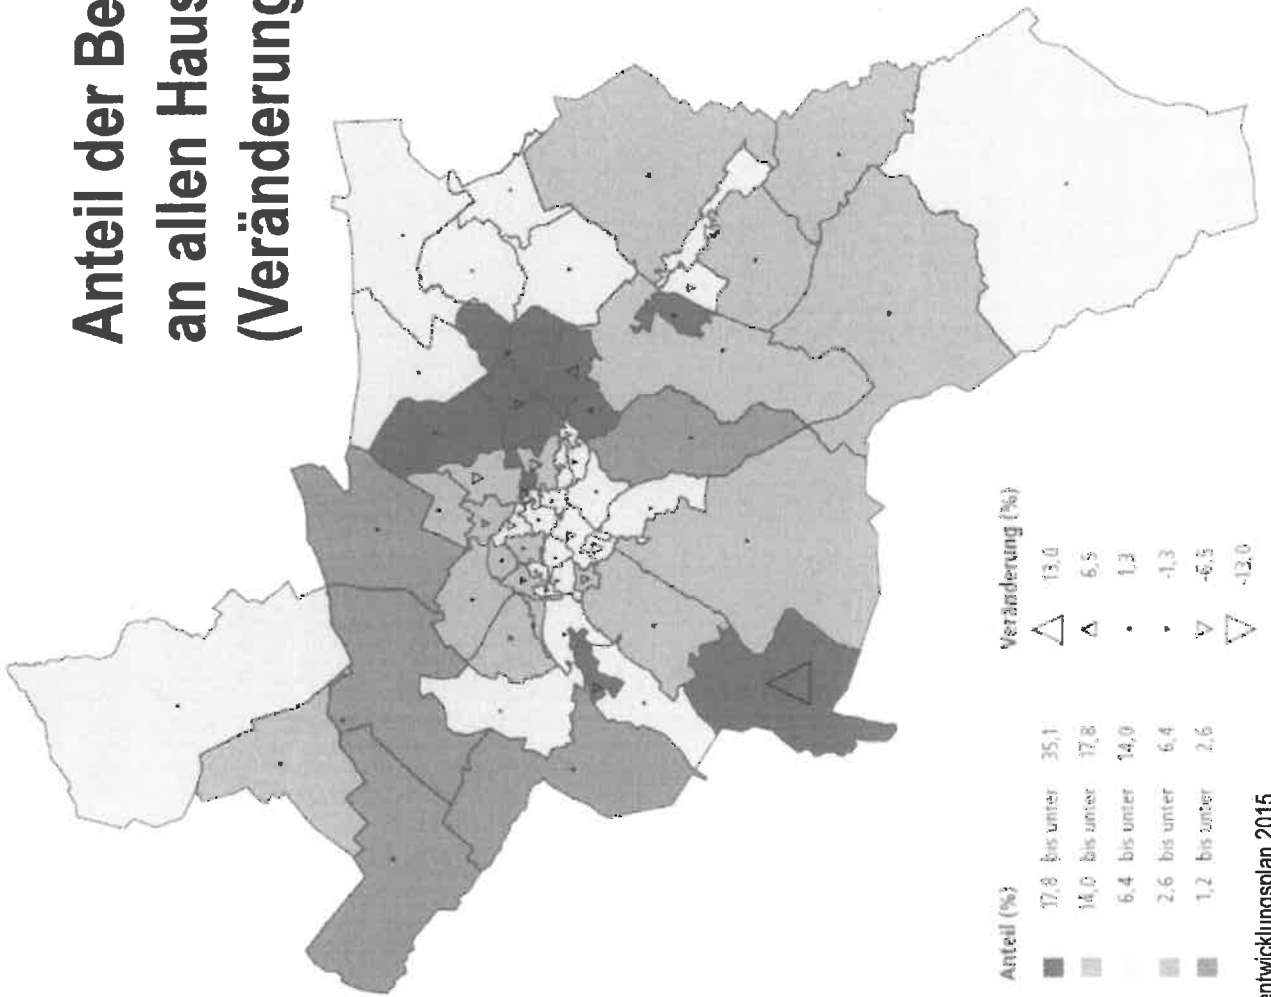 Anteil der Be
an allen Haus
(Veränderung
Anteil (%) Veränderung (%)
17,8 bis unter 35,1 13,0
14,0 bis unter 17,8 6,5
6,4 bis unter 14,0 1,3
2,6 bis unter 6,4 -1,3
1,2 bis unter 2,6 -6,5
-13,0
entwicklungsplan 2015